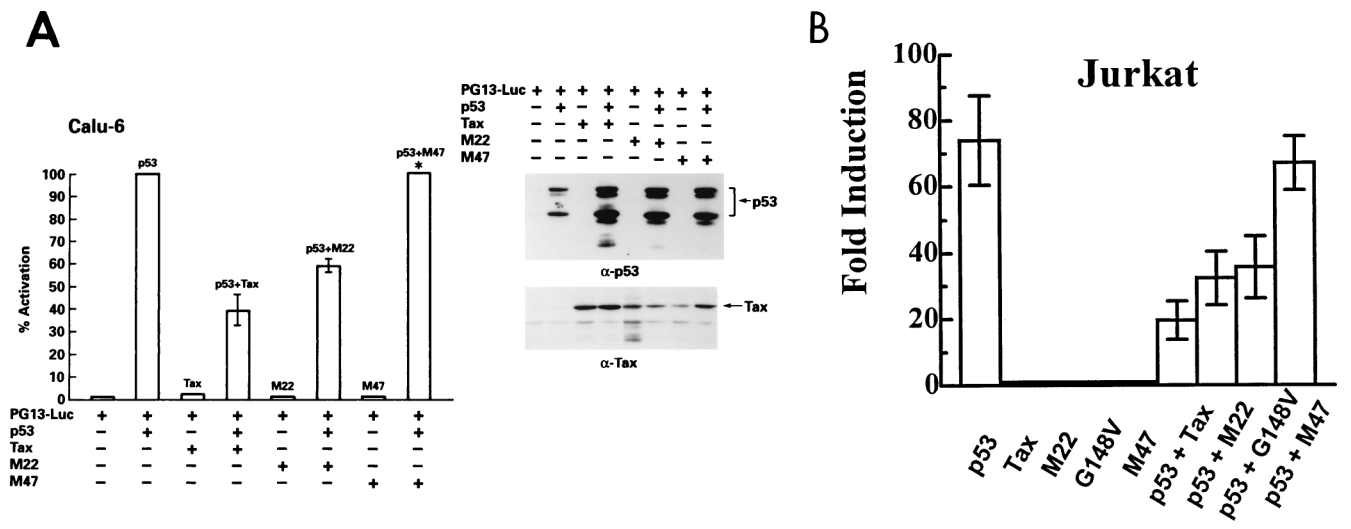 A
Calu-6
% Activation
100
90
80
70
60
50
40
30
20
10
0
p53
Tax
p53+Tax
M22
p53+M22
M47
p53+M47
*
PG13-Luc + + + + + + + +
p53 – + – + – + – +
Tax – – + + – – – –
M22 – – – – + + – –
M47 – – – – – – + +
PG13-Luc + + + + + + + +
p53 – + – + – + – +
Tax – – + + – – – –
M22 – – – – + + – –
M47 – – – – – – + +
p53
α-p53
Tax
α-Tax
B
Jurkat
Fold Induction
100
80
60
40
20
0
p53
Tax
M22
G148V
M47
p53 + Tax
p53 + M22
p53 + G148V
p53 + M47